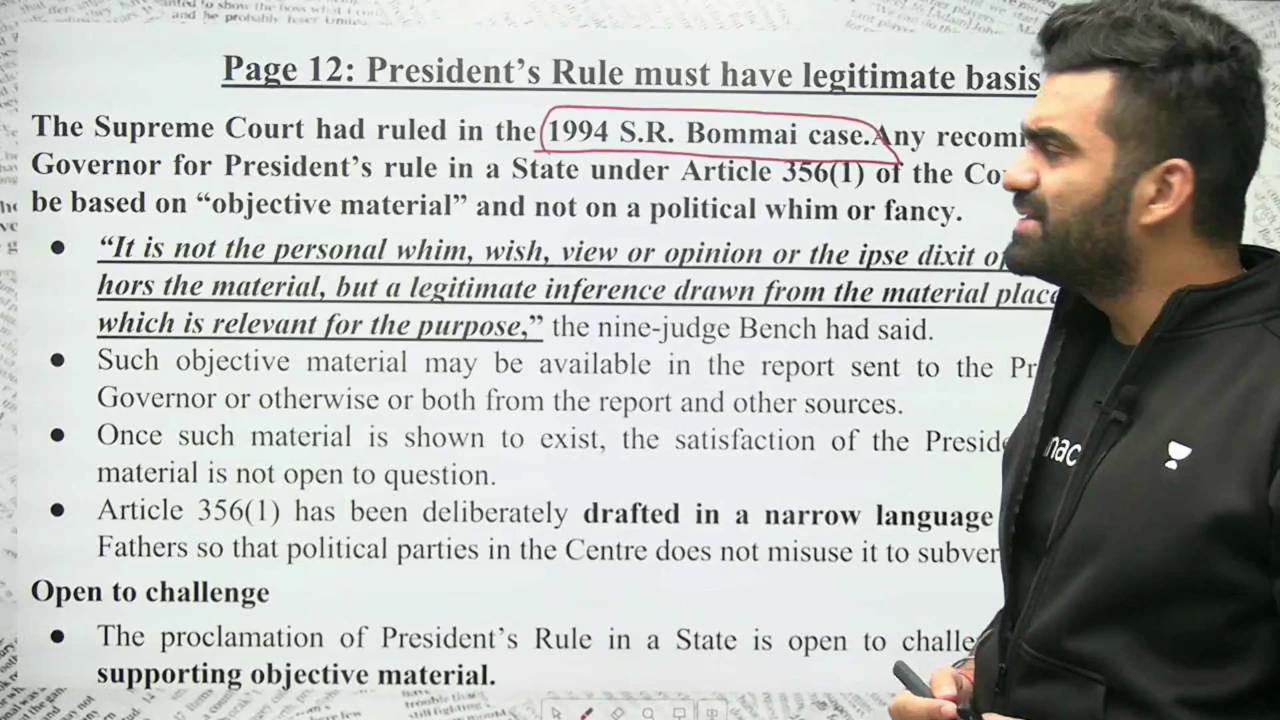 Page 12: President's Rule must have legitimate basis
The Supreme Court had ruled in the 1994 S.R. Bommai case.Any recom
Governor for President's rule in a State under Article 356(1) of the Co
be based on “objective material” and not on a political whim or fancy.
● “It is not the personal whim, wish, view or opinion or the ipse dixit of
hors the material, but a legitimate inference drawn from the material place
which is relevant for the purpose,” the nine-judge Bench had said.
● Such objective material may be available in the report sent to the Pr
Governor or otherwise or both from the report and other sources.
● Once such material is shown to exist, the satisfaction of the Preside
material is not open to question.
● Article 356(1) has been deliberately drafted in a narrow language
Fathers so that political parties in the Centre does not misuse it to subver
Open to challenge
● The proclamation of President's Rule in a State is open to challe
supporting objective material.
nac